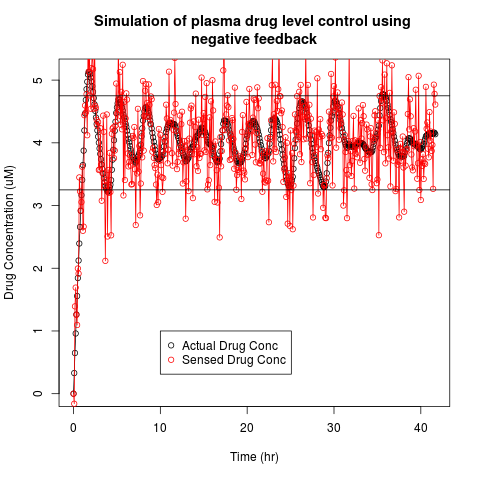 Simulation of plasma drug level control using
negative feedback
Drug Concentration (uM)
5
4
3
2
1
0
Actual Drug Conc
Sensed Drug Conc
0
10
20
30
40
Time (hr)